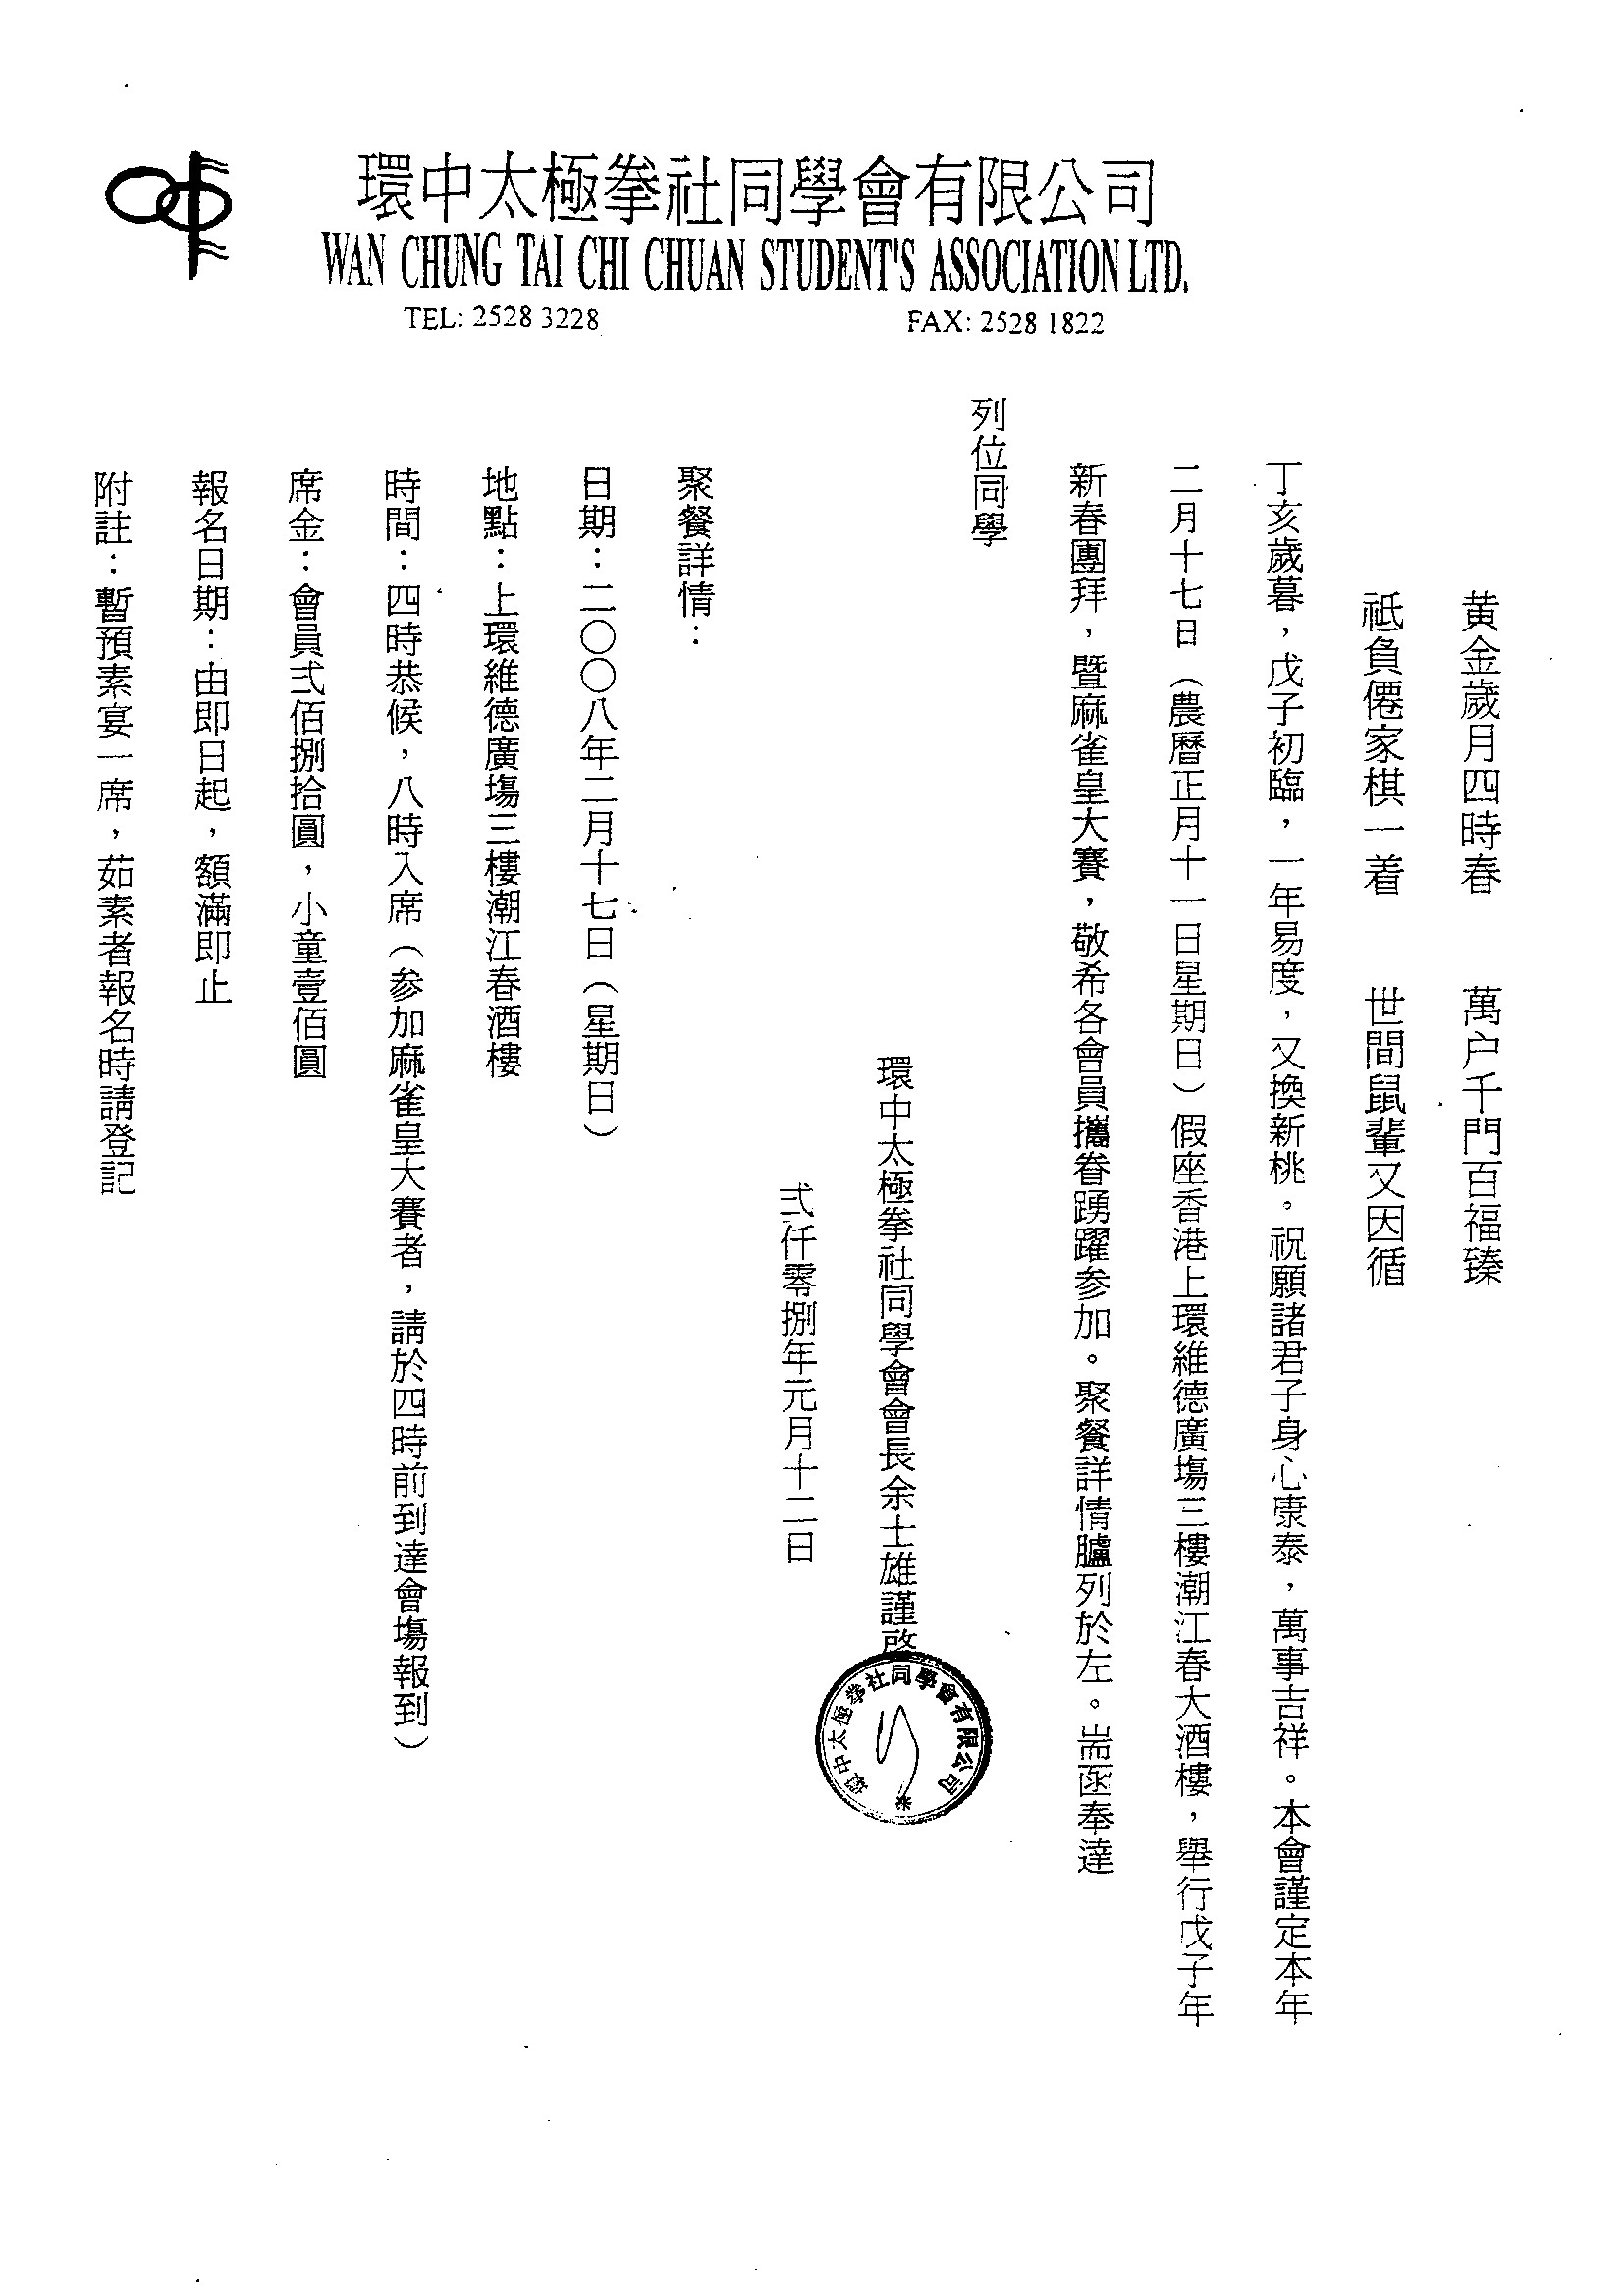 環中太極拳社同學會有限公司
WAN CHUNG TAI CHI CHUAN STUDENT'S ASSOCIATION LTD.
TEL: 2528 3228 FAX: 2528 1822
黃金歲月四時春 萬户千門百福臻
祗負僊家棋一着 世間鼠輩又因循
丁亥歲暮，戊子初臨，一年易度，又換新桃。祝願諸君子身心康泰，萬事吉祥。本會謹定本年
二月十七日（農曆正月十一日星期日）假座香港上環維德廣塲三樓潮江春大酒樓，舉行戊子年
新春團拜，暨麻雀皇大賽，敬希各會員攜眷踴躍参加。聚餐詳情臚列於左。耑函奉達
列位同學
環中太極拳社同學會會長余士雄謹啓
弍仟零捌年元月十二日
聚餐詳情：
日期：二〇〇八年二月十七日（星期日）
地點：上環維德廣塲三樓潮江春酒樓
時間：四時恭候，八時入席（参加麻雀皇大賽者，請於四時前到達會塲報到）
席金：會員弍佰捌拾圓，小童壹佰圓
報名日期：由即日起，額滿即止
附註：暫預素宴一席，茹素者報名時請登記
環中太極拳社同學會有限公司